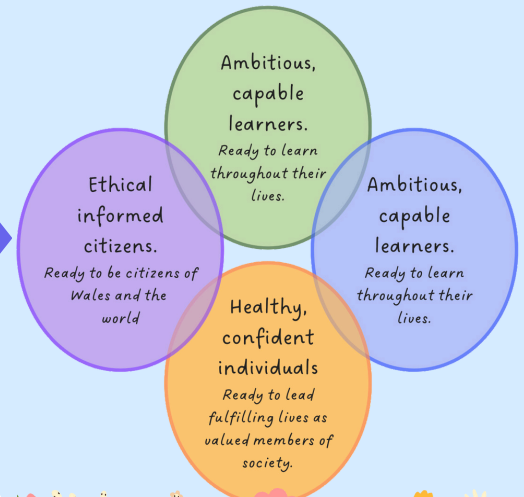 Ambitious,
capable
learners.
Ready to learn
throughout their
lives.
Ethical
informed
citizens.
Ready to be citizens of
Wales and the
world
Ambitious,
capable
learners.
Ready to learn
throughout their
lives.
Healthy,
confident
individuals
Ready to lead
fulfilling lives as
valued members of
society.